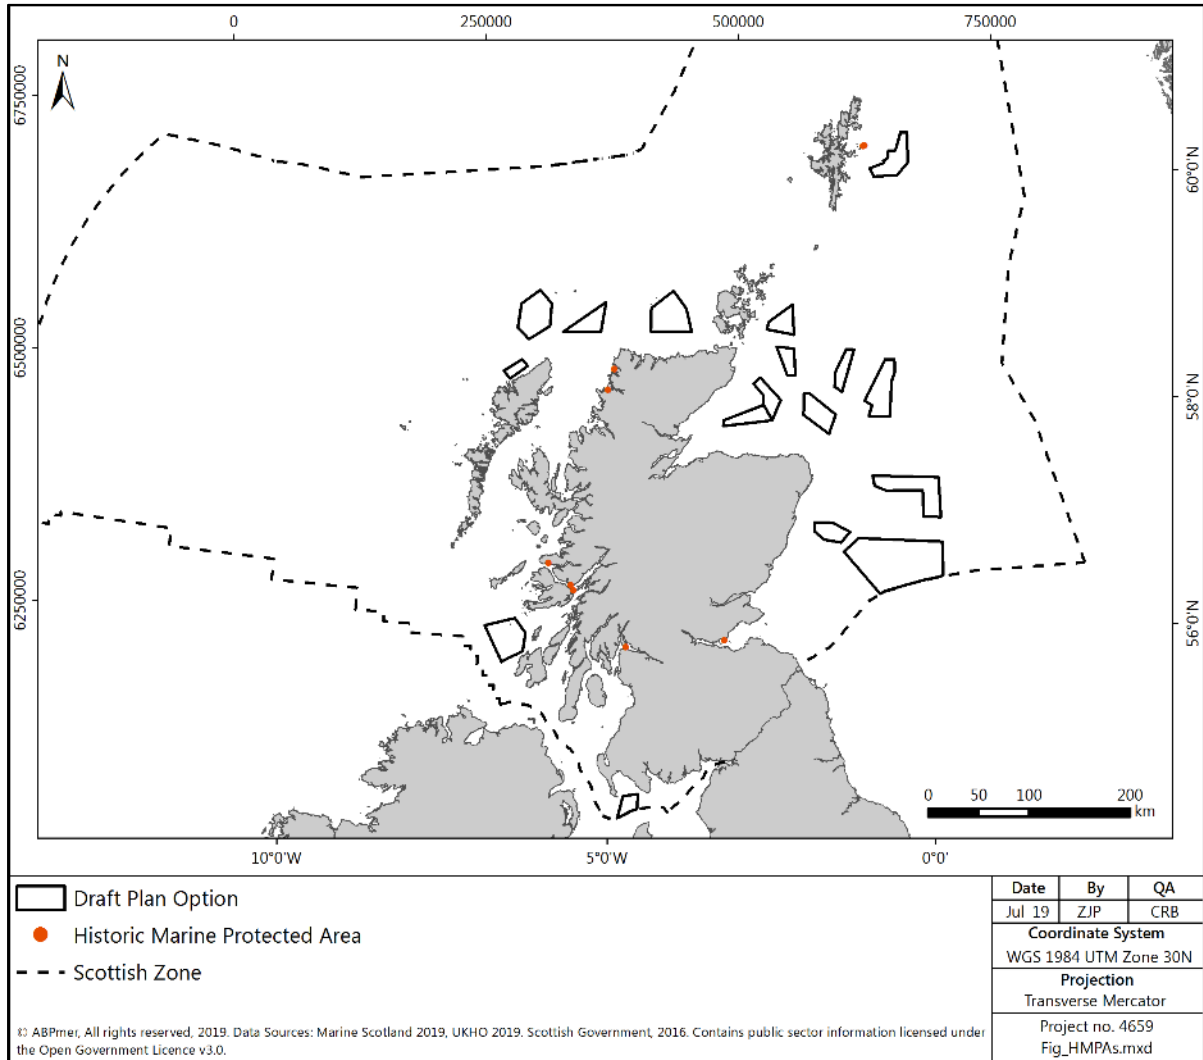 0 250000 500000 750000
N
6750000
6500000
6250000
60°0'N
58°0'N
56°0'N
0 50 100 200
km
10°0'W 5°0'W 0°0'
Draft Plan Option
Historic Marine Protected Area
Scottish Zone
Date By QA
Jul 19 ZJP CRB
Coordinate System
WGS 1984 UTM Zone 30N
Projection
Transverse Mercator
Project no. 4659
Fig_HMPAs.mxd
© ABPmer, All rights reserved, 2019. Data Sources: Marine Scotland 2019, UKHO 2019. Scottish Government, 2016. Contains public sector information licensed under
the Open Government Licence v3.0.